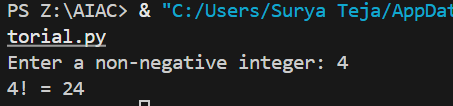 PS Z:\AIAC> & "C:/Users/Surya Teja/AppDat
torial.py
Enter a non-negative integer: 4
4! = 24